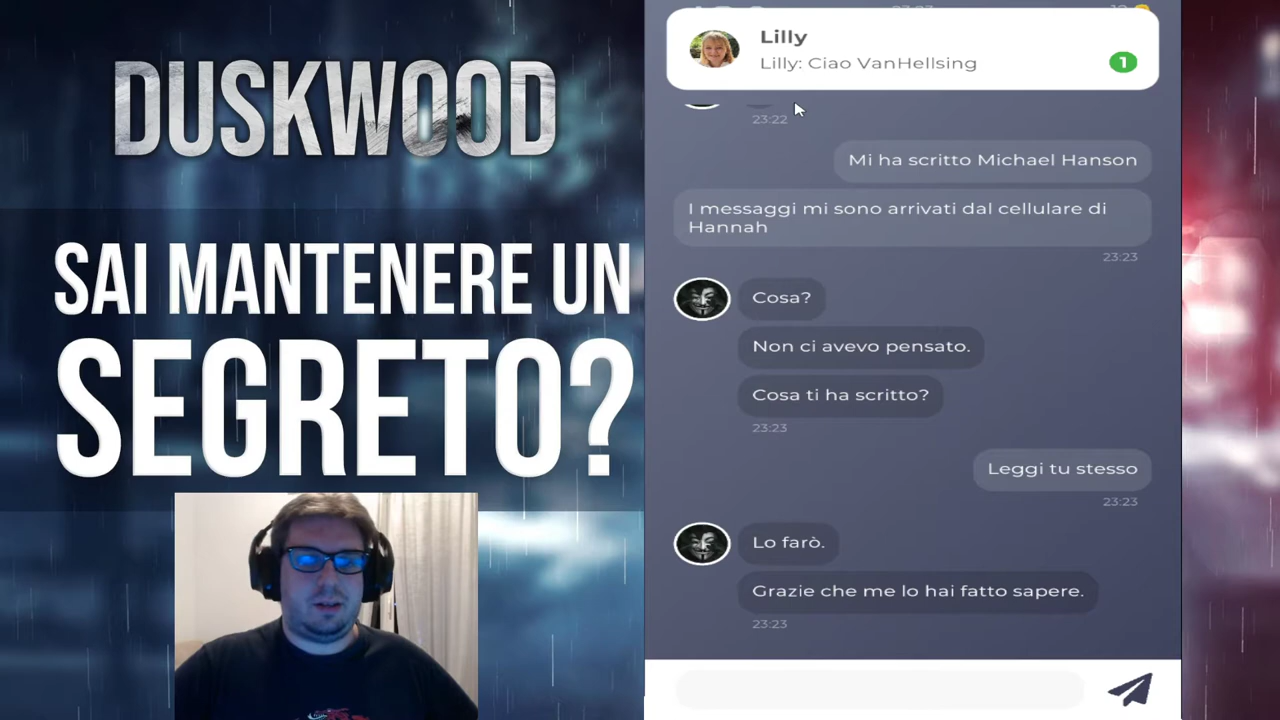 DUSKWOOD
SAI MANTENERE UN
SEGRETO?
Lilly
Lilly: Ciao VanHellsing
1
23:22
Mi ha scritto Michael Hanson
I messaggi mi sono arrivati dal cellulare di
Hannah
23:23
Cosa?
Non ci avevo pensato.
Cosa ti ha scritto?
23:23
Leggi tu stesso
23:23
Lo farò.
Grazie che me lo hai fatto sapere.
23:23